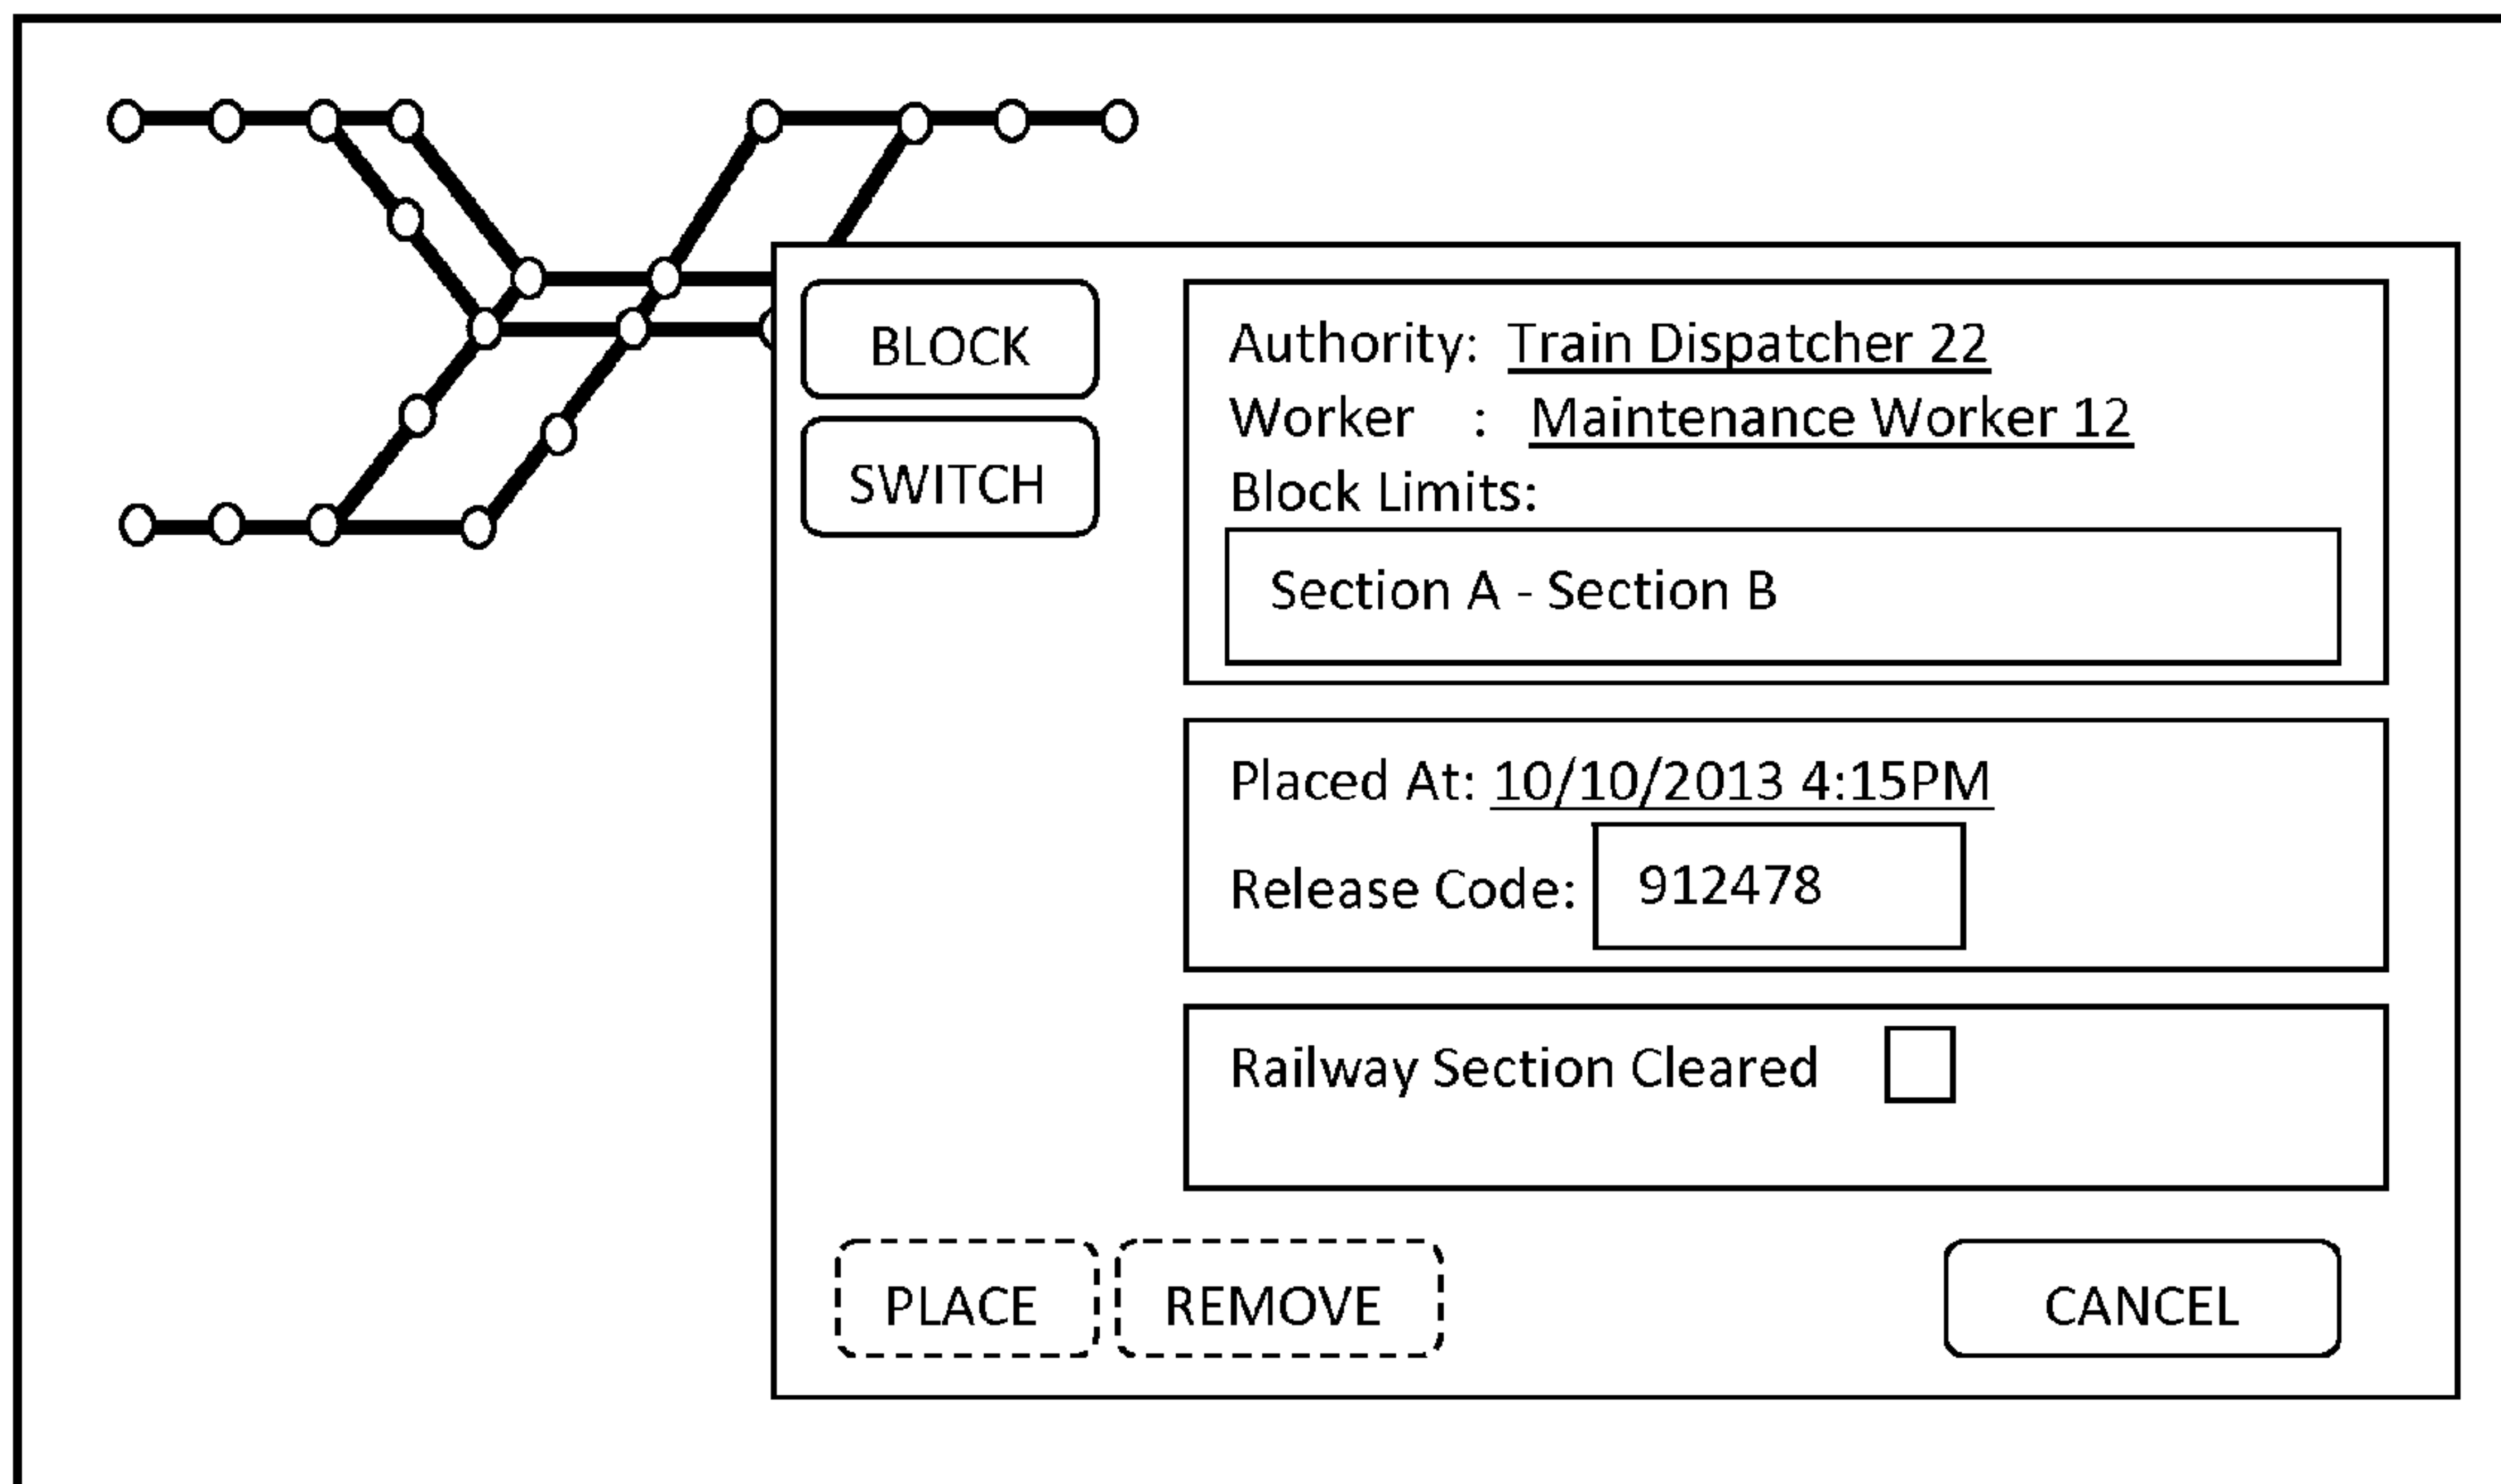 BLOCK
SWITCH
Authority: Train Dispatcher 22
Worker : Maintenance Worker 12
Block Limits:
Section A - Section B
Placed At: 10/10/2013 4:15PM
Release Code: 912478
Railway Section Cleared
PLACE
REMOVE
CANCEL